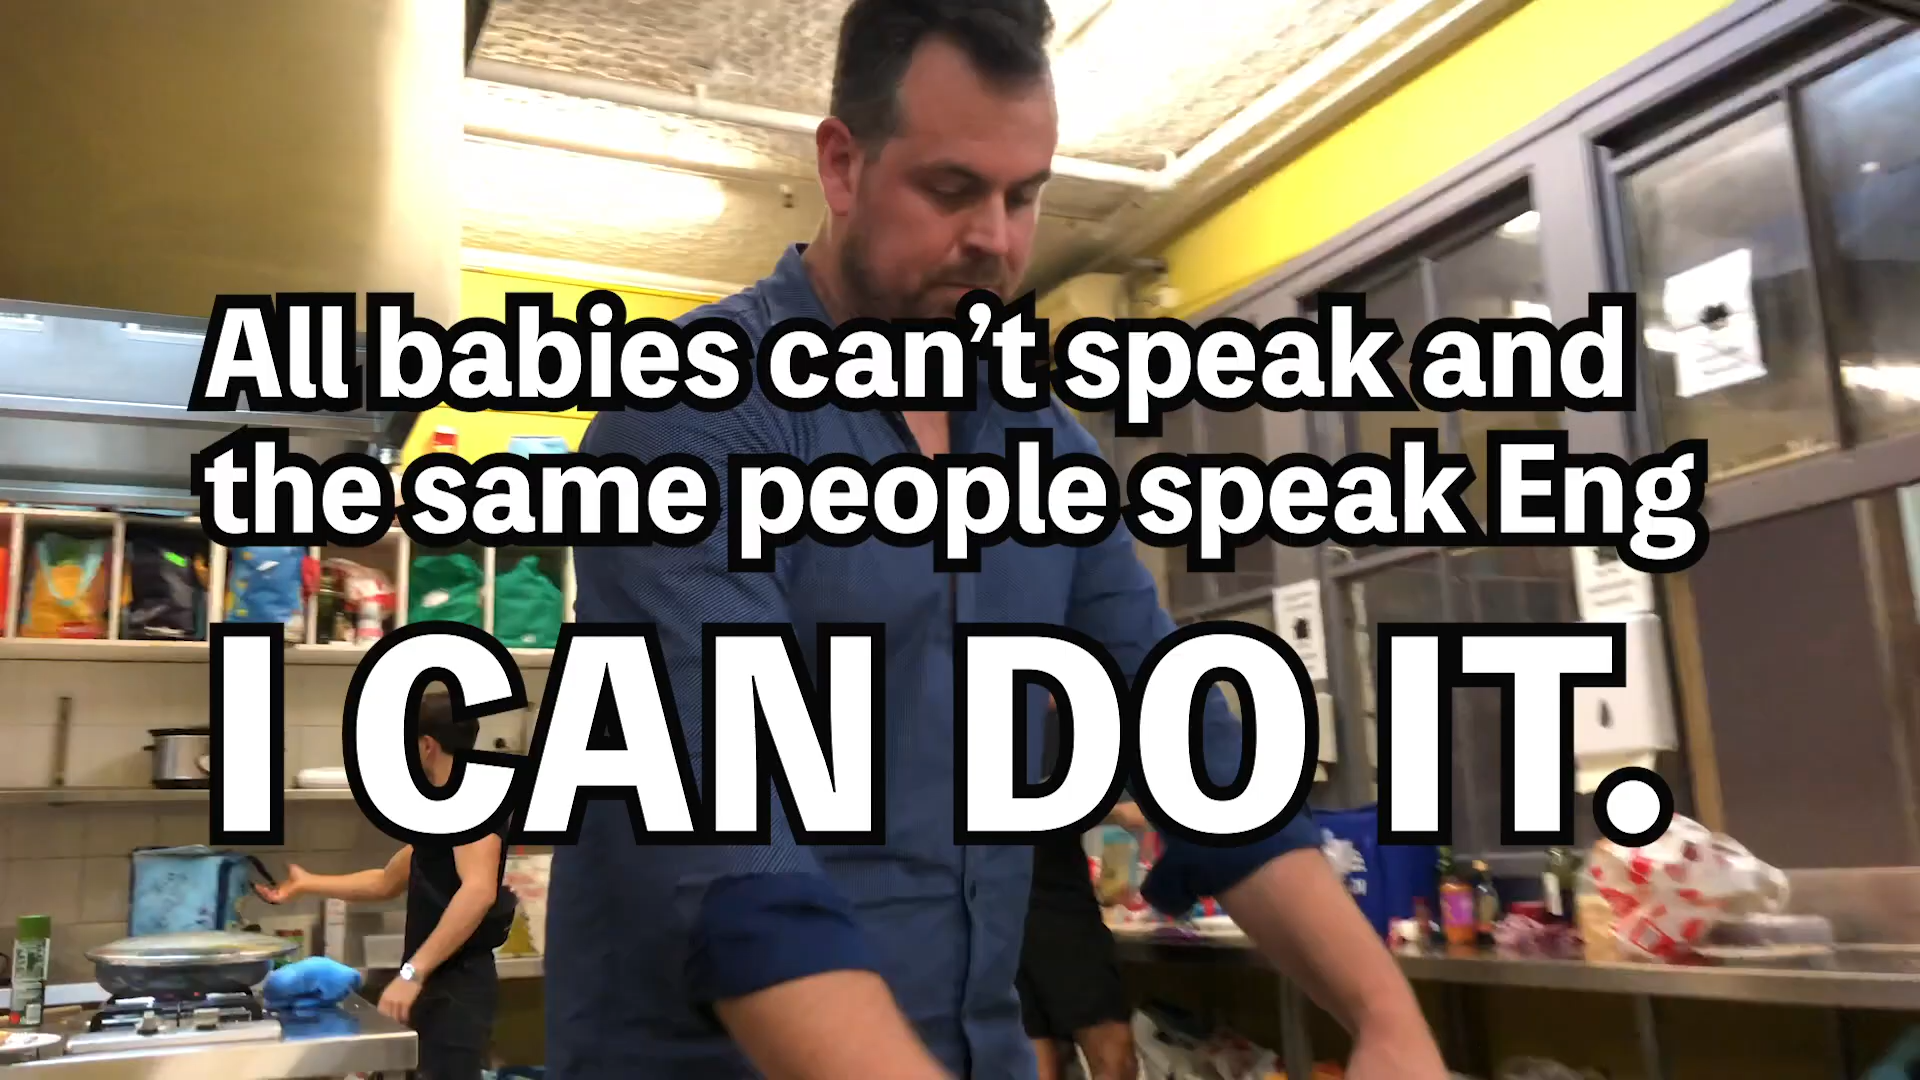 All babies can’t speak and
the same people speak Eng
I CAN DO IT.